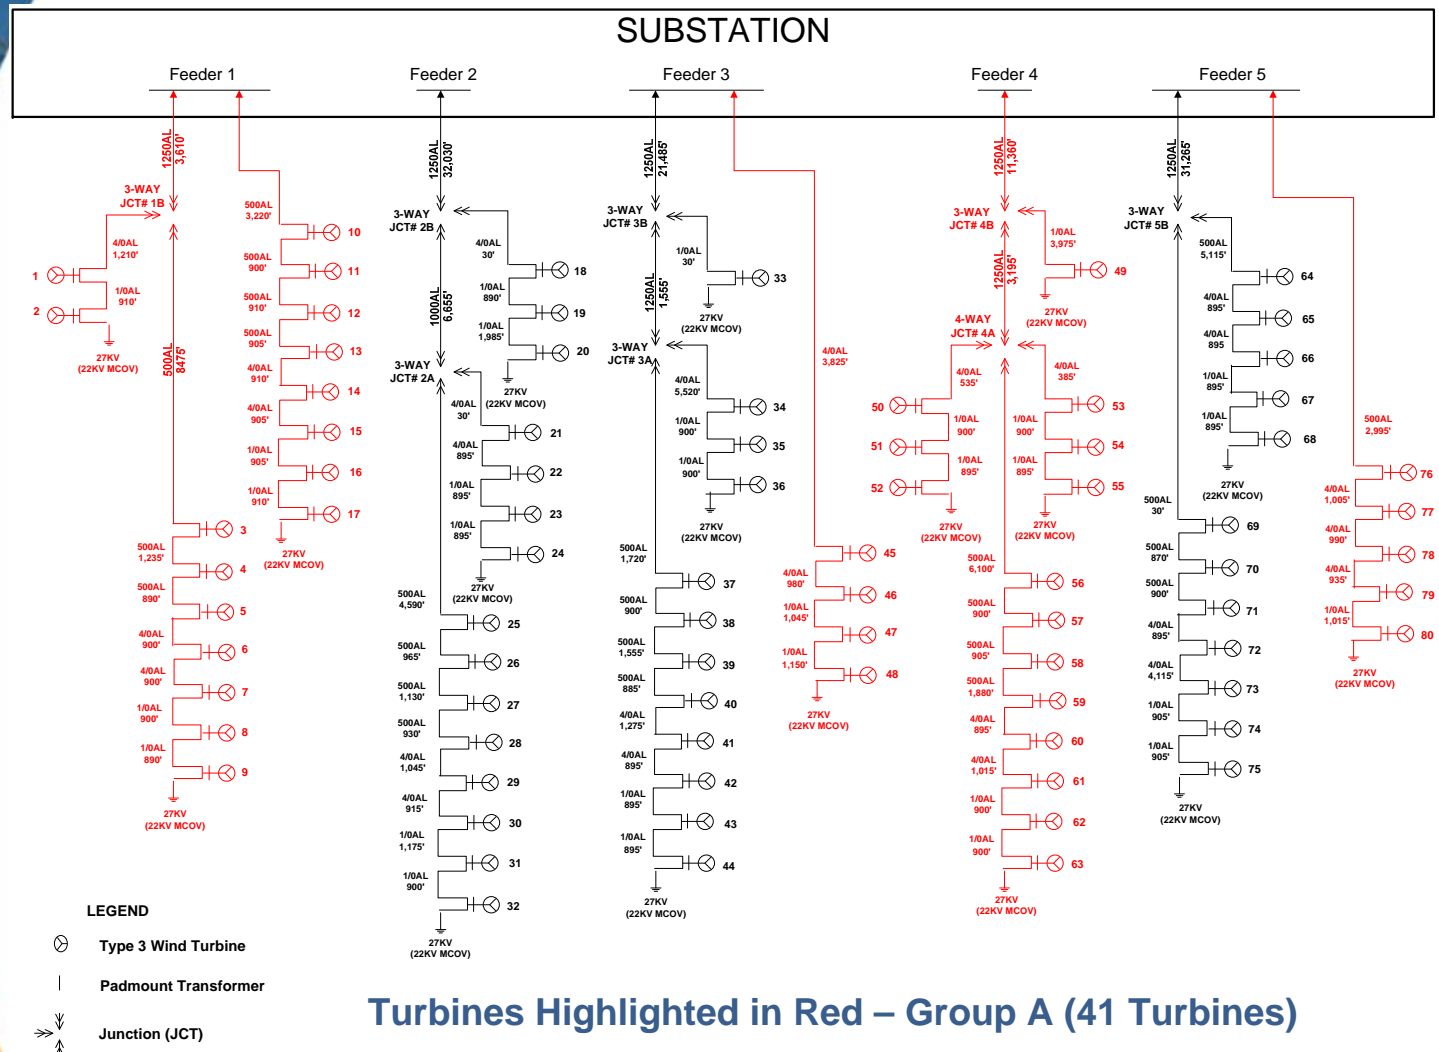 SUBSTATION
Feeder 1
Feeder 2
Feeder 3
Feeder 4
Feeder 5
1250AL
3,610'
3-WAY
JCT# 1B
4/0AL
1,210'
1
1/0AL
910'
2
27KV
(22KV MCOV)
500AL
8475'
3
500AL
1,235'
4
500AL
890'
5
4/0AL
900'
6
4/0AL
900'
7
1/0AL
900'
8
1/0AL
890'
9
27KV
(22KV MCOV)
500AL
3,220'
10
500AL
900'
11
500AL
910'
12
500AL
905'
13
4/0AL
910'
14
4/0AL
905'
15
1/0AL
905'
16
1/0AL
910'
17
27KV
(22KV MCOV)
1250AL
32,030'
3-WAY
JCT# 2B
4/0AL
30'
18
1/0AL
890'
19
1/0AL
1,985'
20
27KV
(22KV MCOV)
1000AL
6,655'
3-WAY
JCT# 2A
4/0AL
30'
21
4/0AL
895'
22
1/0AL
895'
23
1/0AL
895'
24
27KV
(22KV MCOV)
500AL
4,590'
25
500AL
965'
26
500AL
1,130'
27
500AL
930'
28
4/0AL
1,045'
29
4/0AL
915'
30
1/0AL
1,175'
31
1/0AL
900'
32
27KV
(22KV MCOV)
1250AL
21,485'
3-WAY
JCT# 3B
1/0AL
30'
33
27KV
(22KV MCOV)
1250AL
1,555'
3-WAY
JCT# 3A
4/0AL
5,520'
34
1/0AL
900'
35
1/0AL
900'
36
27KV
(22KV MCOV)
500AL
1,720'
37
500AL
900'
38
500AL
1,555'
39
500AL
885'
40
4/0AL
1,275'
41
4/0AL
895'
42
1/0AL
895'
43
1/0AL
895'
44
27KV
(22KV MCOV)
4/0AL
3,825'
45
4/0AL
980'
46
1/0AL
1,045'
47
1/0AL
1,150'
48
27KV
(22KV MCOV)
1250AL
11,360'
3-WAY
JCT# 4B
1/0AL
3,975'
49
27KV
(22KV MCOV)
1250AL
3,195'
4-WAY
JCT# 4A
4/0AL
535'
50
1/0AL
900'
51
1/0AL
895'
52
27KV
(22KV MCOV)
4/0AL
385'
53
1/0AL
900'
54
1/0AL
895'
55
27KV
(22KV MCOV)
500AL
6,100'
56
500AL
900'
57
500AL
905'
58
500AL
1,880'
59
4/0AL
895'
60
4/0AL
1,015'
61
1/0AL
900'
62
1/0AL
900'
63
27KV
(22KV MCOV)
1250AL
31,265'
3-WAY
JCT# 5B
500AL
5,115'
64
4/0AL
895'
65
4/0AL
895
66
1/0AL
895'
67
1/0AL
895'
68
27KV
(22KV MCOV)
500AL
30'
69
500AL
870'
70
500AL
900'
71
4/0AL
895'
72
4/0AL
4,115'
73
1/0AL
905'
74
1/0AL
905'
75
27KV
(22KV MCOV)
500AL
2,995'
76
4/0AL
1,005'
77
4/0AL
990'
78
4/0AL
935'
79
1/0AL
1,015'
80
27KV
(22KV MCOV)
LEGEND
Type 3 Wind Turbine
Padmount Transformer
Junction (JCT)
Turbines Highlighted in Red – Group A (41 Turbines)